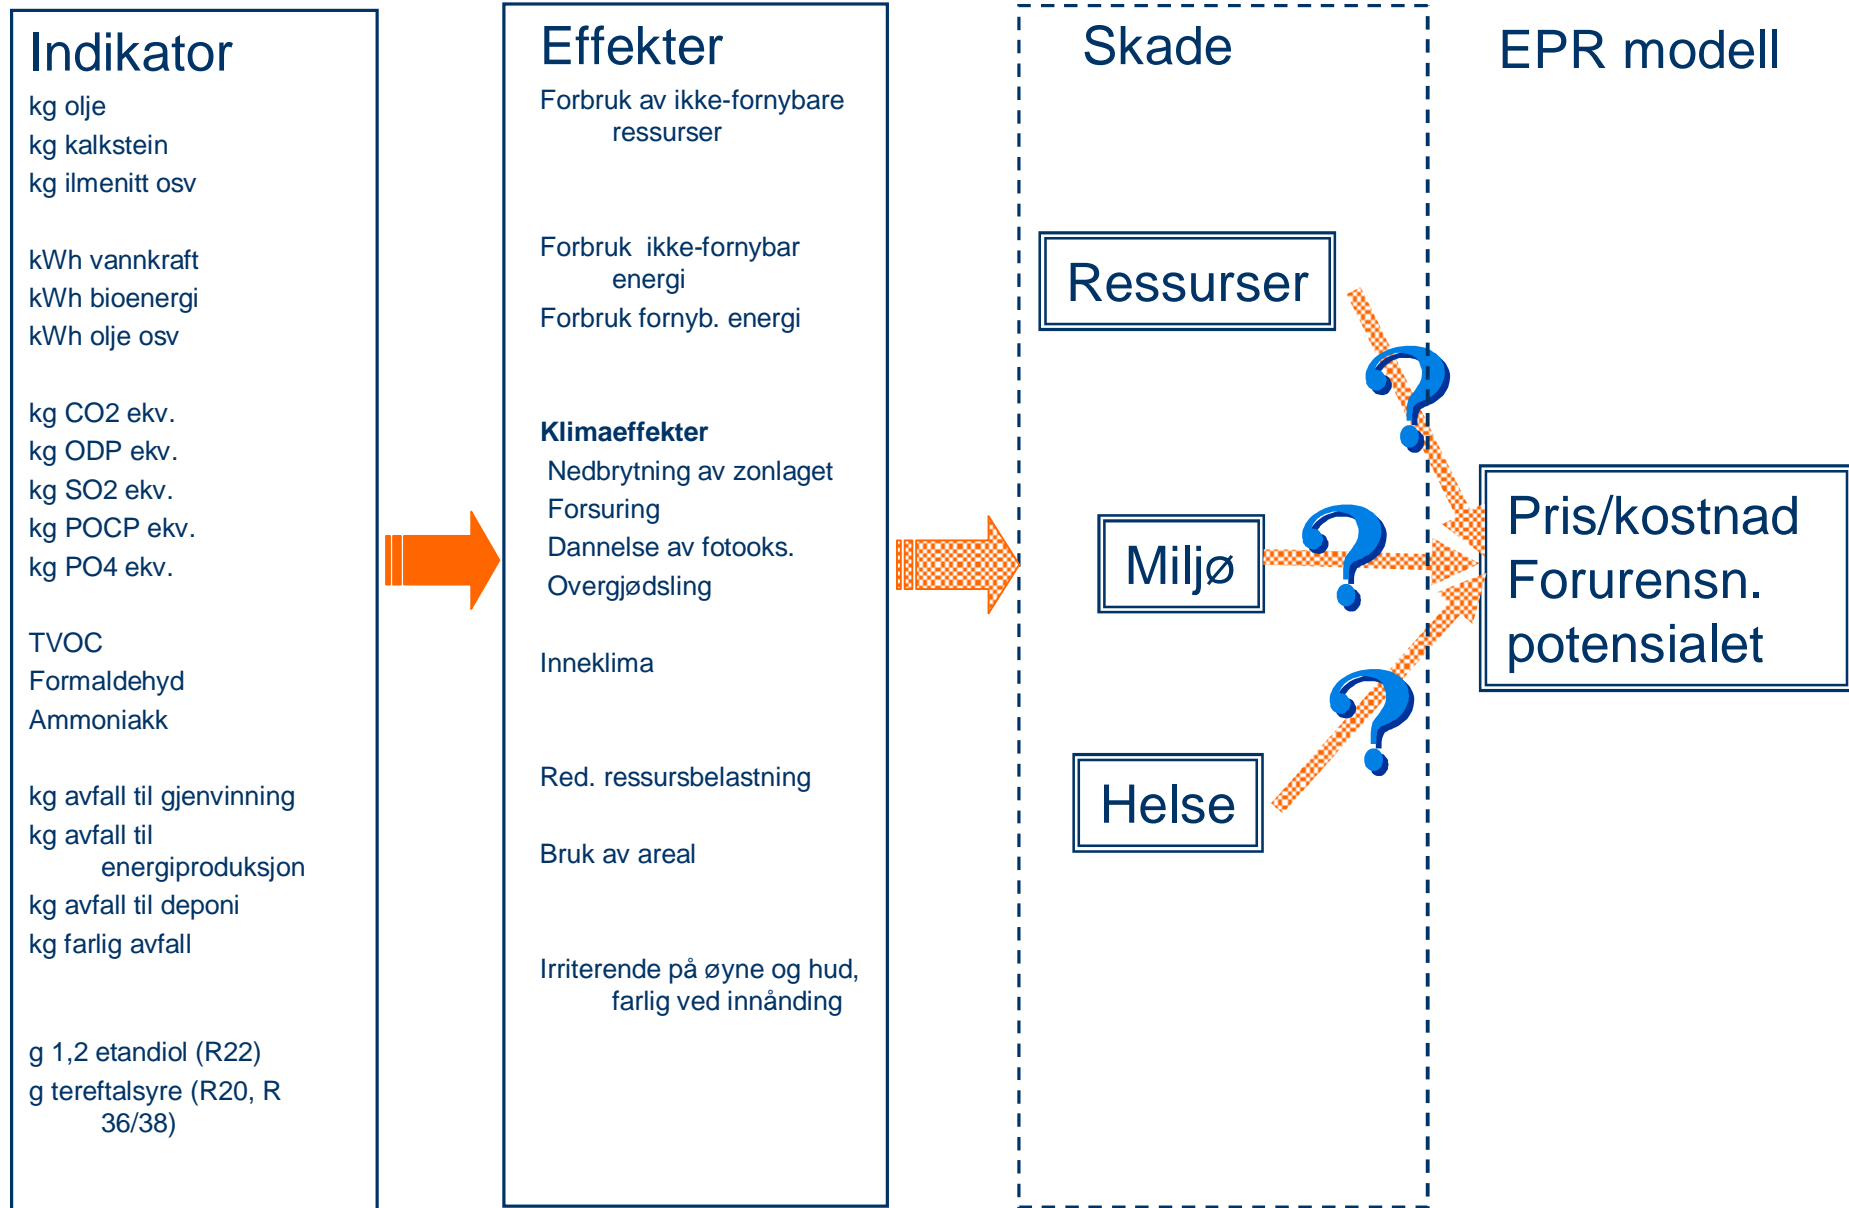 Indikator
kg olje
kg kalkstein
kg ilmenitt osv
kWh vannkraft
kWh bioenergi
kWh olje osv
kg CO2 ekv.
kg ODP ekv.
kg SO2 ekv.
kg POCP ekv.
kg PO4 ekv.
TVOC
Formaldehyd
Ammoniakk
kg avfall til gjenvinning
kg avfall til
energiproduksjon
kg avfall til deponi
kg farlig avfall
g 1,2 etandiol (R22)
g tereftalsyre (R20, R
36/38)
Effekter
Forbruk av ikke-fornybare
ressurser
Forbruk ikke-fornybar
energi
Forbruk fornyb. energi
Klimaeffekter
Nedbrytning av zonlaget
Forsuring
Dannelse av fotooks.
Overgjødsling
Inneklima
Red. ressursbelastning
Bruk av areal
Irriterende på øyne og hud,
farlig ved innånding
Skade
Ressurser
?
Miljø
?
Helse
?
EPR modell
Pris/kostnad
Forurensn.
potensialet